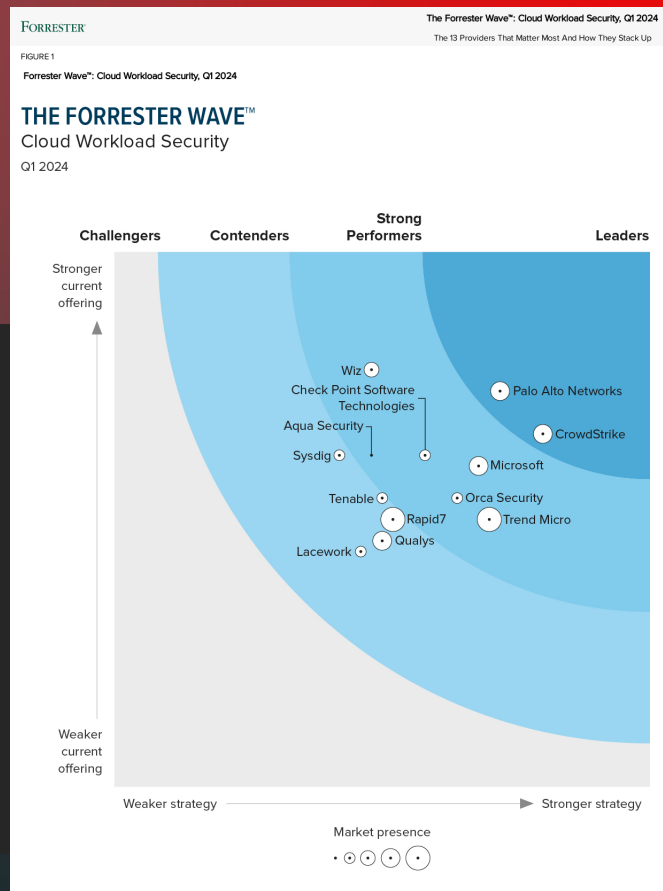 FORRESTER®
The Forrester Wave™: Cloud Workload Security, Q1 2024
The 13 Providers That Matter Most And How They Stack Up
FIGURE 1
Forrester Wave™: Cloud Workload Security, Q1 2024
THE FORRESTER WAVE™
Cloud Workload Security
Q1 2024
Challengers
Contenders
Strong
Performers
Leaders
Stronger
current
offering
Wiz
Check Point Software
Technologies
Palo Alto Networks
Aqua Security
CrowdStrike
Sysdig
Microsoft
Tenable
Orca Security
Rapid7
Trend Micro
Qualys
Lacework
Weaker
current
offering
Weaker strategy
Stronger strategy
Market presence